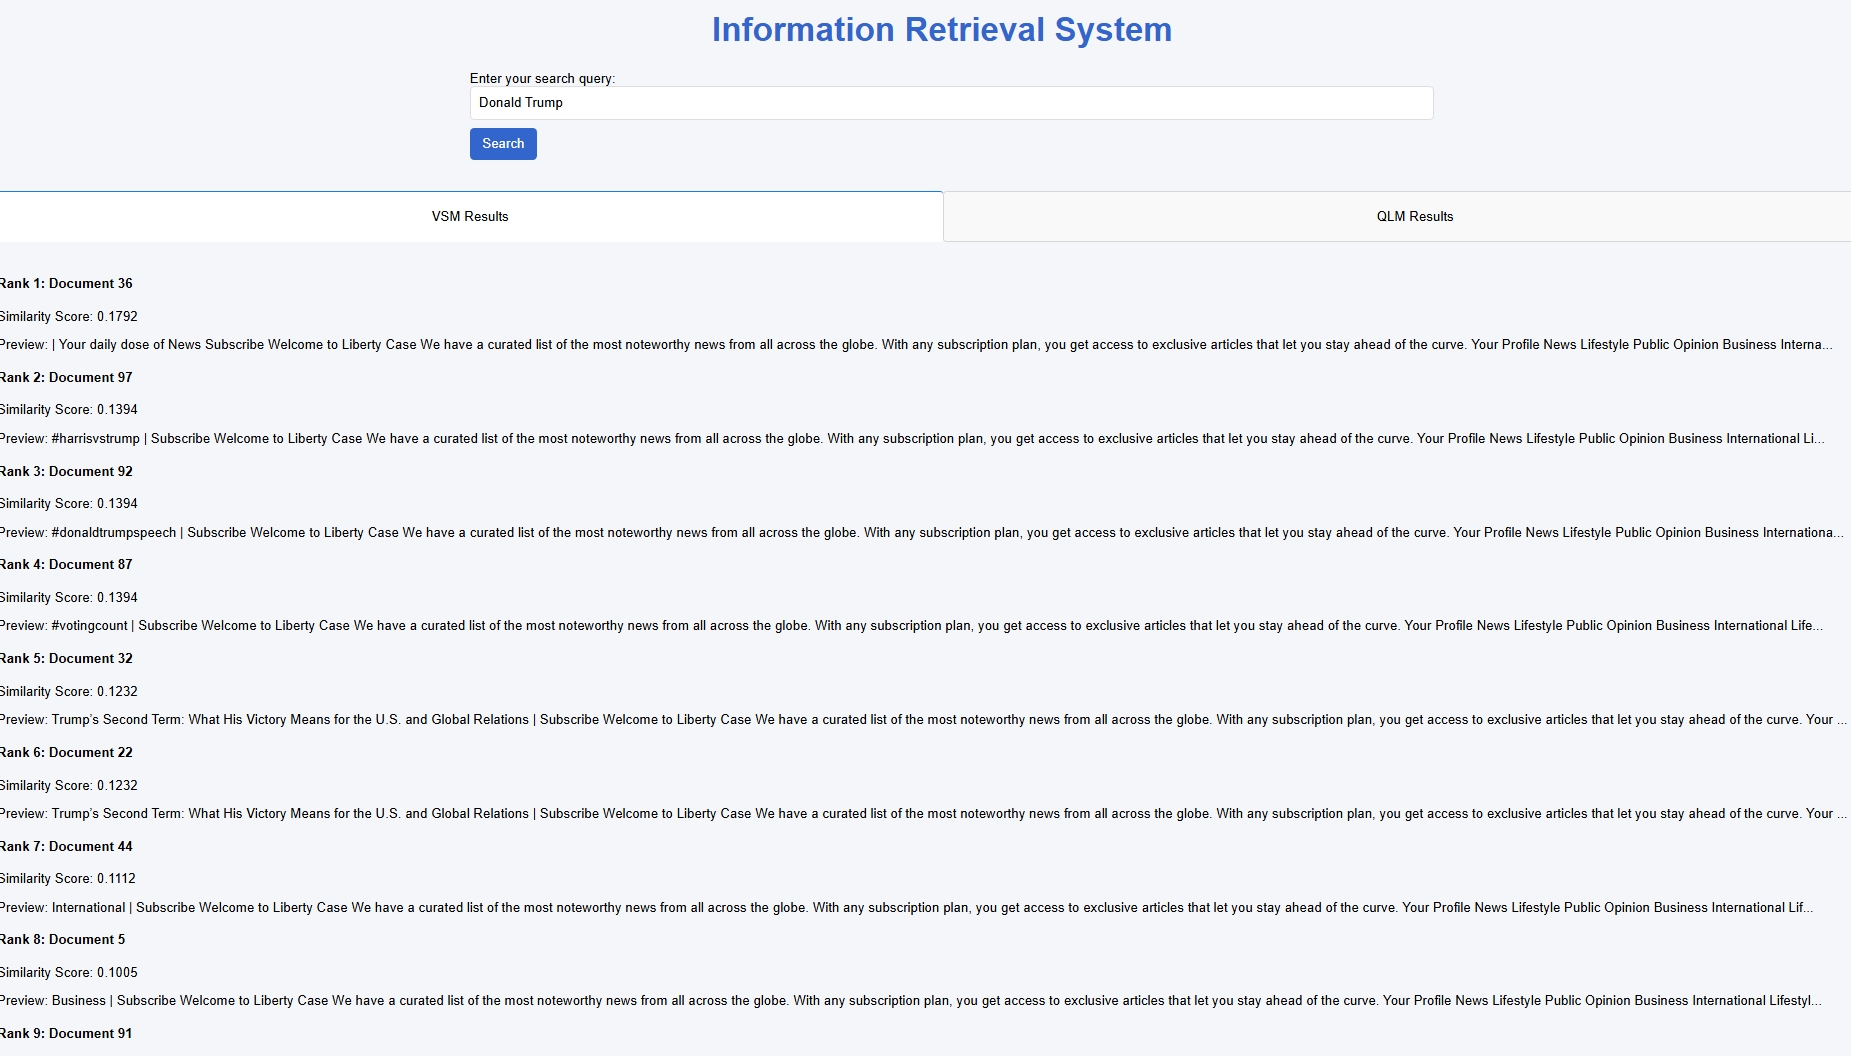 Information Retrieval System
Enter your search query:
Donald Trump
Search
VSM Results
QLM Results
Rank 1: Document 36
Similarity Score: 0.1792
Preview: | Your daily dose of News Subscribe Welcome to Liberty Case We have a curated list of the most noteworthy news from all across the globe. With any subscription plan, you get access to exclusive articles that let you stay ahead of the curve. Your Profile News Lifestyle Public Opinion Business Interna...
Rank 2: Document 97
Similarity Score: 0.1394
Preview: #harrisvstrump | Subscribe Welcome to Liberty Case We have a curated list of the most noteworthy news from all across the globe. With any subscription plan, you get access to exclusive articles that let you stay ahead of the curve. Your Profile News Lifestyle Public Opinion Business International Li...
Rank 3: Document 92
Similarity Score: 0.1394
Preview: #donaldtrumpspeech | Subscribe Welcome to Liberty Case We have a curated list of the most noteworthy news from all across the globe. With any subscription plan, you get access to exclusive articles that let you stay ahead of the curve. Your Profile News Lifestyle Public Opinion Business Internationa...
Rank 4: Document 87
Similarity Score: 0.1394
Preview: #votingcount | Subscribe Welcome to Liberty Case We have a curated list of the most noteworthy news from all across the globe. With any subscription plan, you get access to exclusive articles that let you stay ahead of the curve. Your Profile News Lifestyle Public Opinion Business International Life...
Rank 5: Document 32
Similarity Score: 0.1232
Preview: Trump’s Second Term: What His Victory Means for the U.S. and Global Relations | Subscribe Welcome to Liberty Case We have a curated list of the most noteworthy news from all across the globe. With any subscription plan, you get access to exclusive articles that let you stay ahead of the curve. Your ...
Rank 6: Document 22
Similarity Score: 0.1232
Preview: Trump’s Second Term: What His Victory Means for the U.S. and Global Relations | Subscribe Welcome to Liberty Case We have a curated list of the most noteworthy news from all across the globe. With any subscription plan, you get access to exclusive articles that let you stay ahead of the curve. Your ...
Rank 7: Document 44
Similarity Score: 0.1112
Preview: International | Subscribe Welcome to Liberty Case We have a curated list of the most noteworthy news from all across the globe. With any subscription plan, you get access to exclusive articles that let you stay ahead of the curve. Your Profile News Lifestyle Public Opinion Business International Lif...
Rank 8: Document 5
Similarity Score: 0.1005
Preview: Business | Subscribe Welcome to Liberty Case We have a curated list of the most noteworthy news from all across the globe. With any subscription plan, you get access to exclusive articles that let you stay ahead of the curve. Your Profile News Lifestyle Public Opinion Business International Lifestyl...
Rank 9: Document 91